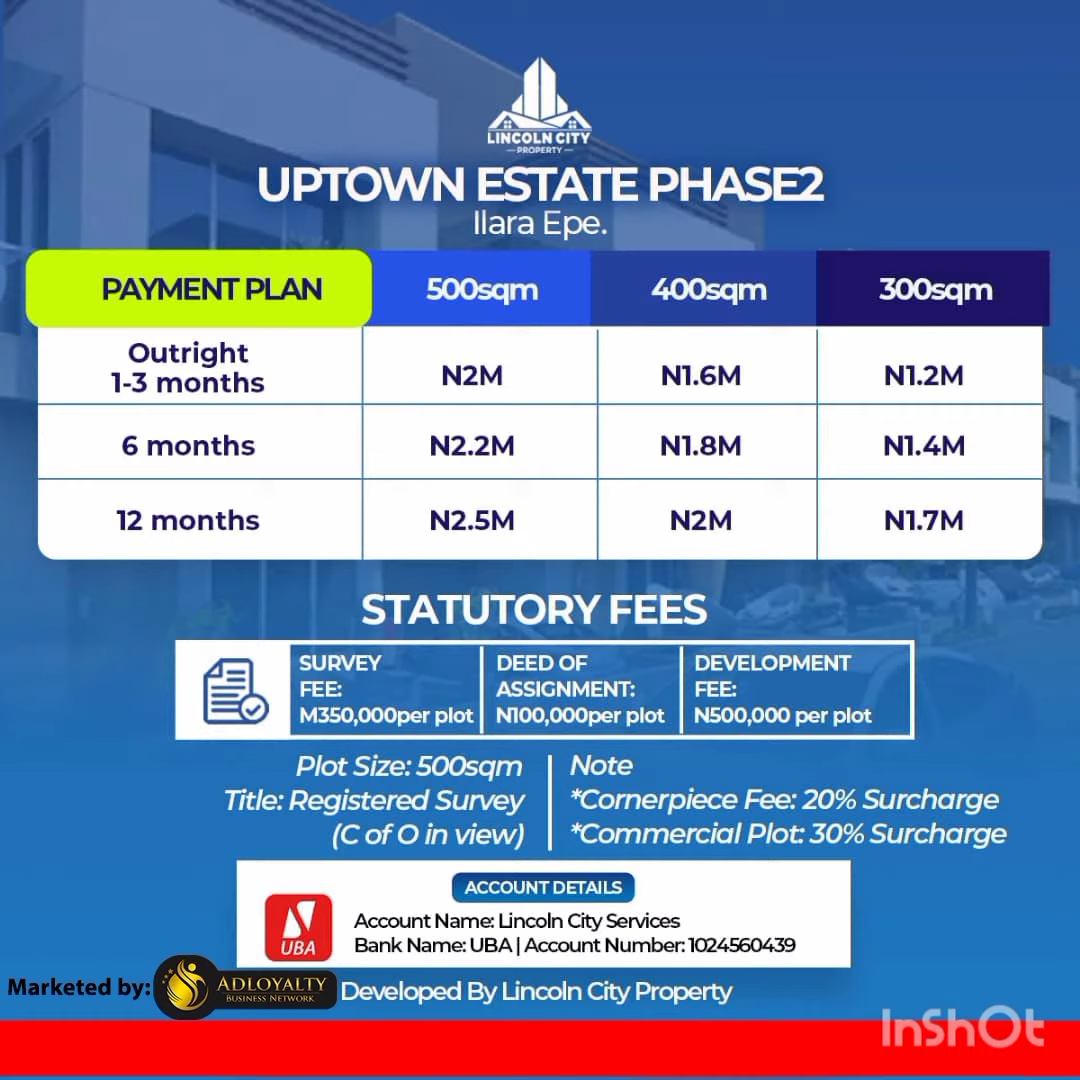 LINCOLN CITY
PROPERTY
UPTOWN ESTATE PHASE2
Ilara Epe.
PAYMENT PLAN 500sqm 400sqm 300sqm
Outright
1-3 months N2M N1.6M N1.2M
6 months N2.2M N1.8M N1.4M
12 months N2.5M N2M N1.7M
STATUTORY FEES
SURVEY
FEE:
M350,000per plot
DEED OF
ASSIGNMENT:
N100,000per plot
DEVELOPMENT
FEE:
N500,000 per plot
Plot Size: 500sqm
Title: Registered Survey
(C of O in view)
Note
*Cornerpiece Fee: 20% Surcharge
*Commercial Plot: 30% Surcharge
ACCOUNT DETAILS
UBA
Account Name: Lincoln City Services
Bank Name: UBA | Account Number: 1024560439
Marketed by:
ADLOYALTY
BUSINESS NETWORK
Developed By Lincoln City Property
InShOt